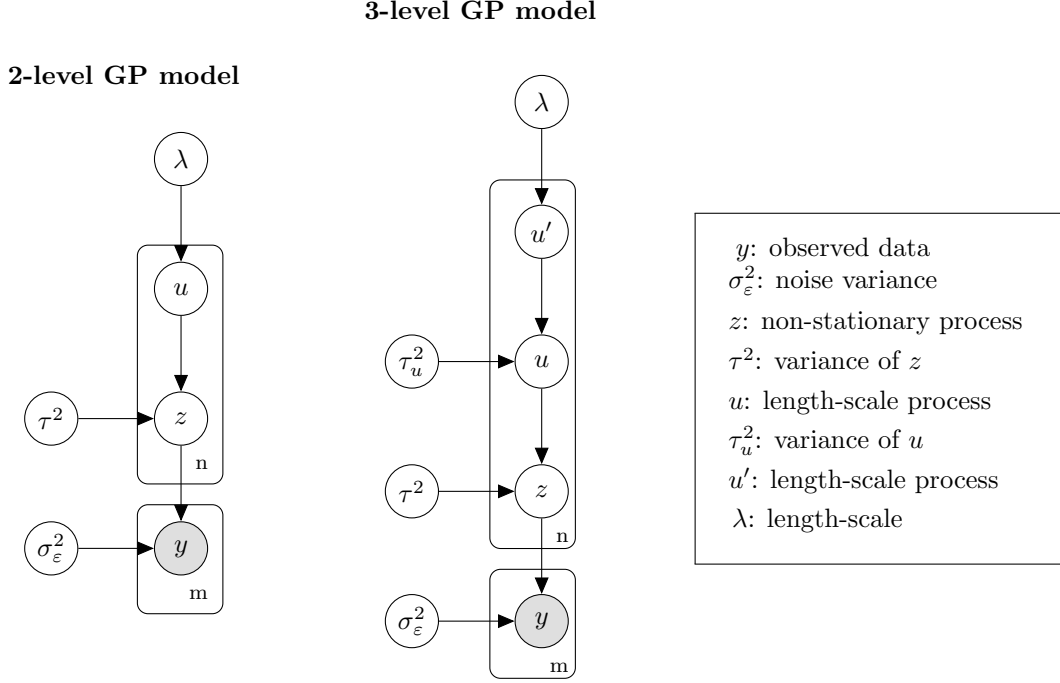 3-level GP model
2-level GP model
λ
u
τ²
z
n
σ²_ε
y
m
λ
u′
τ²_u
u
τ²
z
n
σ²_ε
y
m
y: observed data
σ²_ε: noise variance
z: non-stationary process
τ²: variance of z
u: length-scale process
τ²_u: variance of u
u′: length-scale process
λ: length-scale